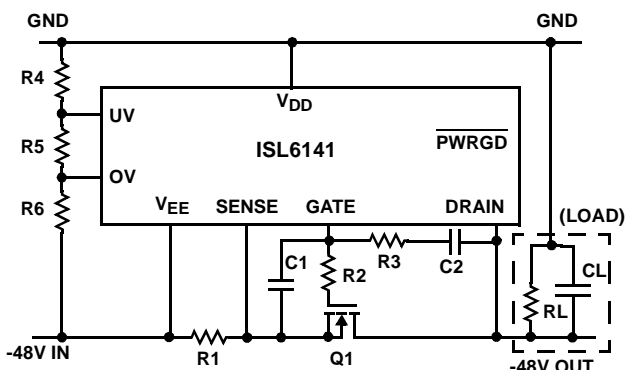 GND GND
R4
VDD
UV
R5 ISL6141 PWRGD
OV
R6 VEE SENSE GATE DRAIN
(LOAD)
C1 R2 R3 C2 CL
RL
-48V IN R1 Q1
-48V OUT